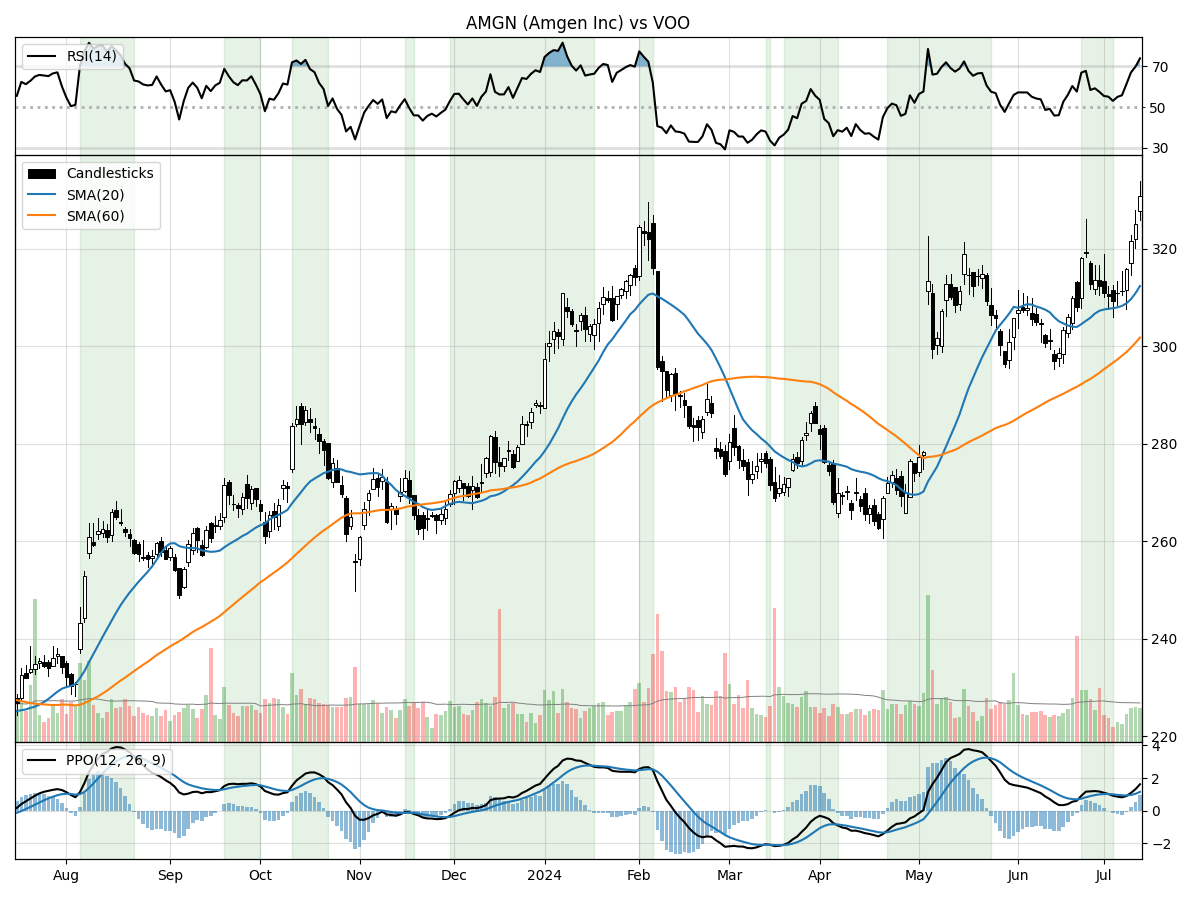 AMGN (Amgen Inc) vs VOO
RSI(14)
70
50
30
Candlesticks
SMA(20)
SMA(60)
320
300
280
260
240
220
PPO(12, 26, 9)
4
2
0
−2
Aug Sep Oct Nov Dec 2024 Feb Mar Apr May Jun Jul